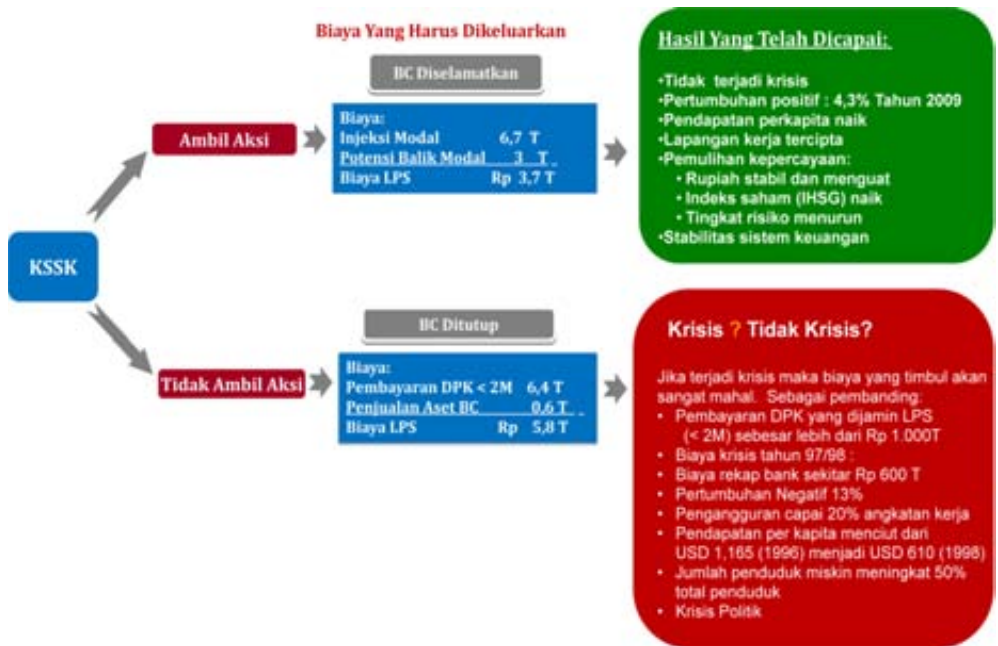 Biaya Yang Harus Dikeluarkan
KSSK
Ambil Aksi
BC Diselamatkan
Biaya:
Injeksi Modal 6,7 T
Potensi Balik Modal 3 T
Biaya LPS Rp 3,7 T
Hasil Yang Telah Dicapai:
•Tidak terjadi krisis
•Pertumbuhan positif : 4,3% Tahun 2009
•Pendapatan perkapita naik
•Lapangan kerja tercipta
•Pemulihan kepercayaan:
• Rupiah stabil dan menguat
• Indeks saham (IHSG) naik
• Tingkat risiko menurun
•Stabilitas sistem keuangan
Tidak Ambil Aksi
BC Ditutup
Biaya:
Pembayaran DPK < 2M 6,4 T
Penjualan Aset BC 0,6 T
Biaya LPS Rp 5,8 T
Krisis ? Tidak Krisis?
Jika terjadi krisis maka biaya yang timbul akan
sangat mahal. Sebagai pembanding:
• Pembayaran DPK yang dijamin LPS
(< 2M) sebesar lebih dari Rp 1.000T
• Biaya krisis tahun 97/98 :
• Biaya rekap bank sekitar Rp 600 T
• Pertumbuhan Negatif 13%
• Pengangguran capai 20% angkatan kerja
• Pendapatan per kapita menciut dari
USD 1,165 (1996) menjadi USD 610 (1998)
• Jumlah penduduk miskin meningkat 50%
total penduduk
• Krisis Politik